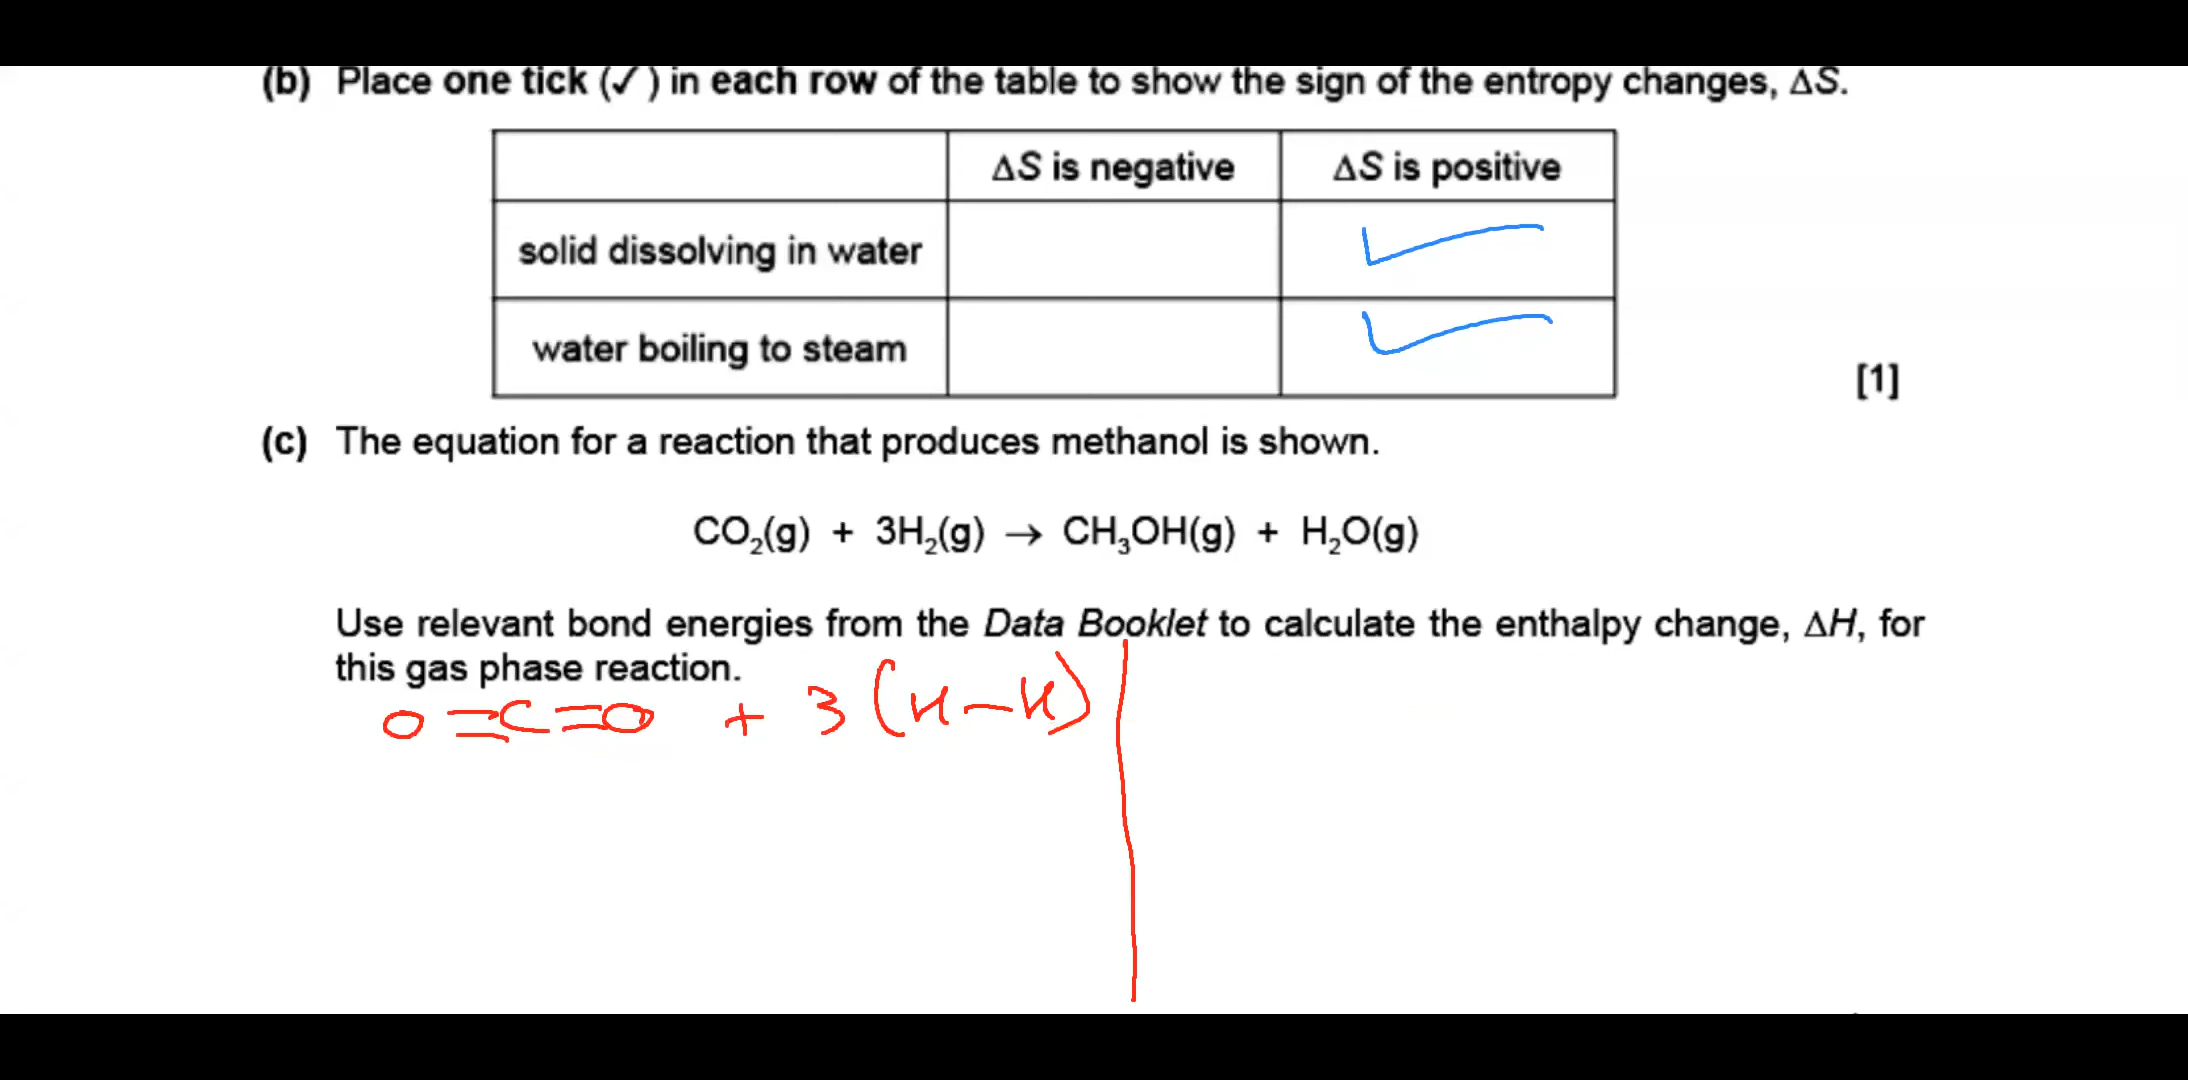 (b) Place one tick (✓) in each row of the table to show the sign of the entropy changes, ΔS.
ΔS is negative ΔS is positive
solid dissolving in water ✓
water boiling to steam ✓
[1]
(c) The equation for a reaction that produces methanol is shown.
CO₂(g) + 3H₂(g) → CH₃OH(g) + H₂O(g)
Use relevant bond energies from the Data Booklet to calculate the enthalpy change, ΔH, for
this gas phase reaction.
O=C=O + 3(H-H)